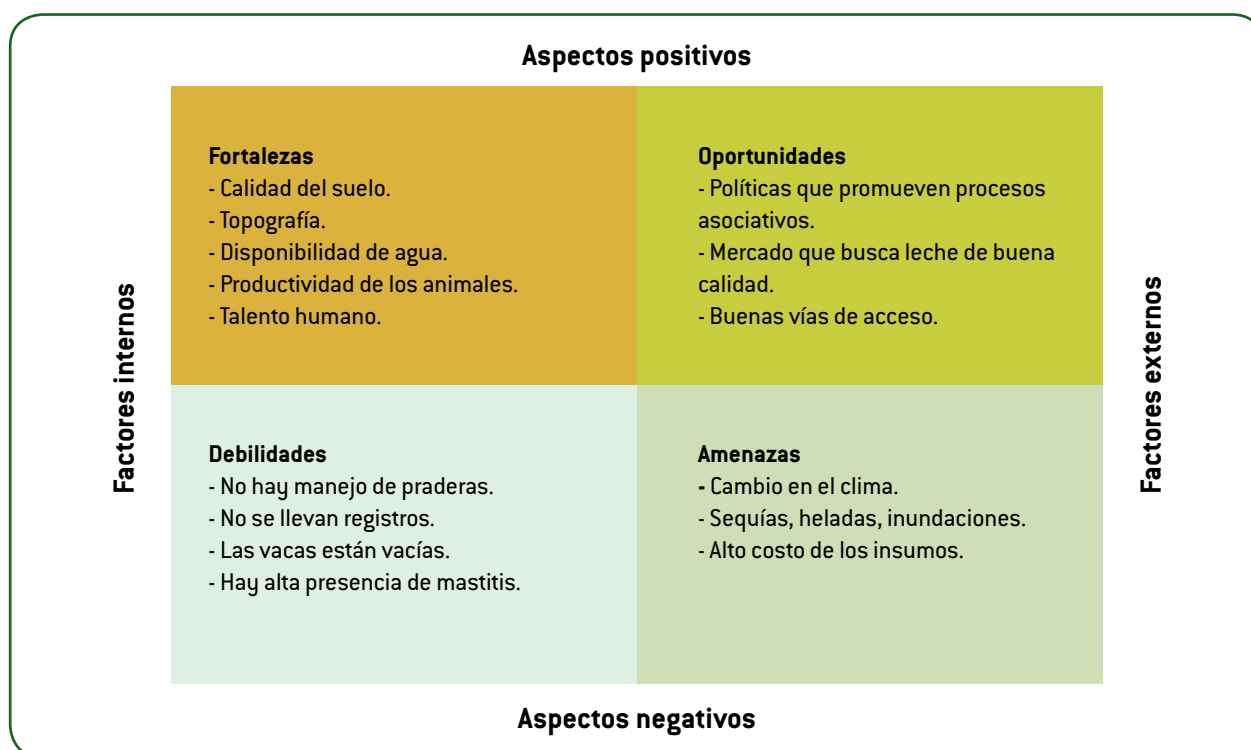 Aspectos positivos
Factores internos
Fortalezas
- Calidad del suelo.
- Topografía.
- Disponibilidad de agua.
- Productividad de los animales.
- Talento humano.
Oportunidades
- Políticas que promueven procesos
asociativos.
- Mercado que busca leche de buena
calidad.
- Buenas vías de acceso.
Factores externos
Debilidades
- No hay manejo de praderas.
- No se llevan registros.
- Las vacas están vacías.
- Hay alta presencia de mastitis.
Amenazas
- Cambio en el clima.
- Sequías, heladas, inundaciones.
- Alto costo de los insumos.
Aspectos negativos